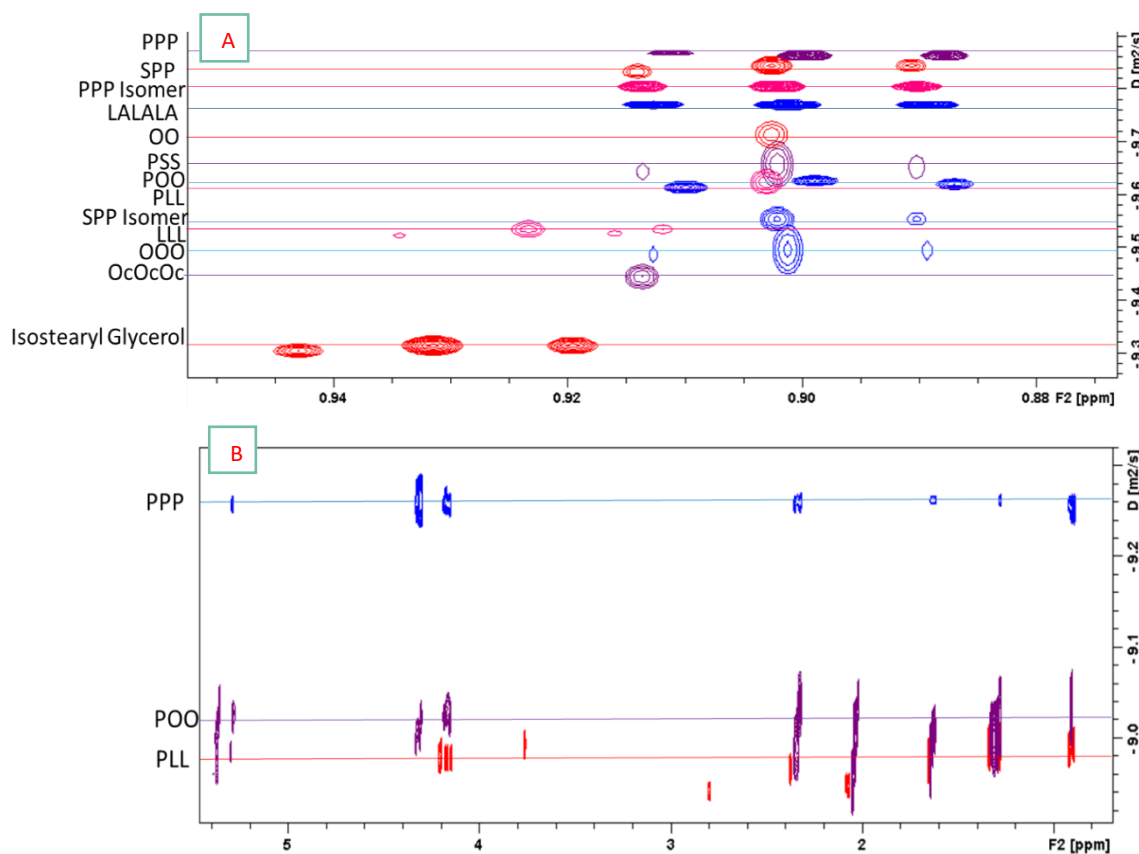 A
PPP
SPP
PPP Isomer
LALALA
OO
PSS
POO
PLL
SPP Isomer
LLL
OOO
OcOcOc
Isostearyl Glycerol
D [m2/s]
-9.7
-9.6
-9.5
-9.4
-9.3
0.94
0.92
0.90
0.88
F2 [ppm]
B
PPP
POO
PLL
D [m2/s]
-9.2
-9.1
-9.0
5
4
3
2
F2 [ppm]